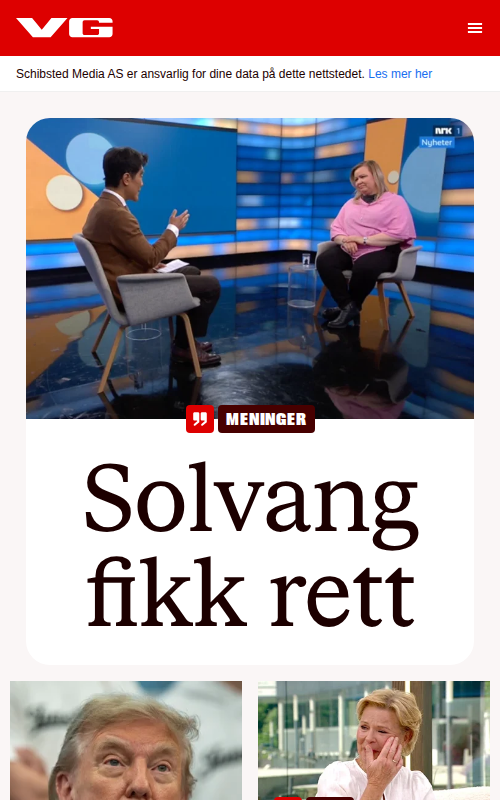 VG
Schibsted Media AS er ansvarlig for dine data på dette nettstedet. Les mer her
NRK 1
Nyheter
MENINGER
Solvang
fikk rett